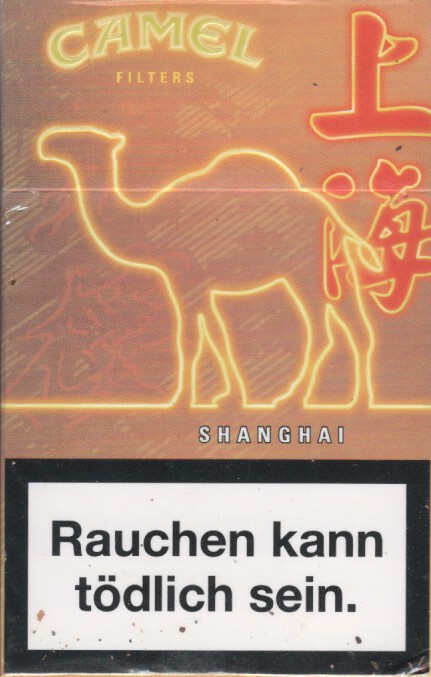 CAMEL
FILTERS
上海
SHANGHAI
Rauchen kann
tödlich sein.